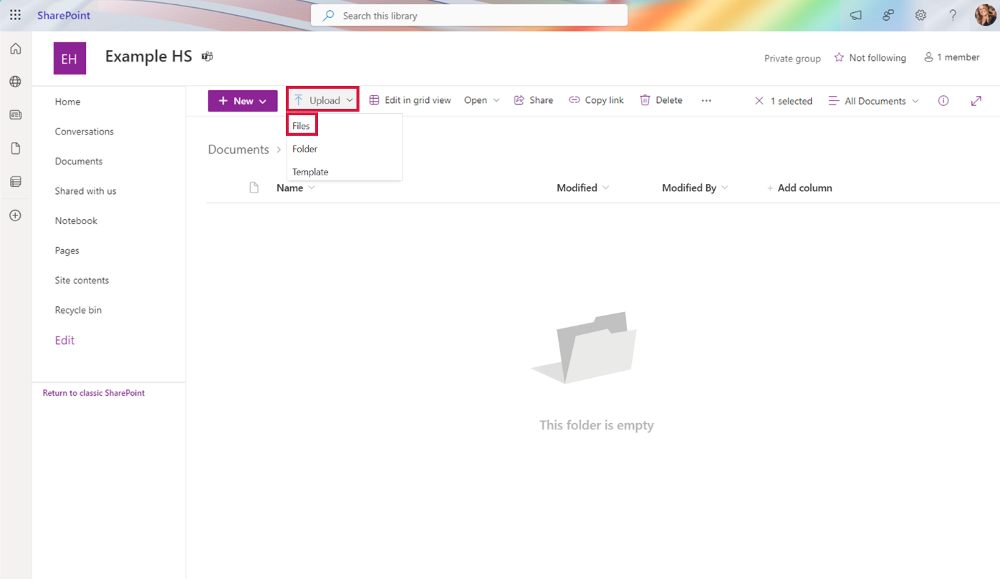 SharePoint
Search this library
?
EH
Example HS
Private group
Not following
1 member
Home
Conversations
Documents
Shared with us
Notebook
Pages
Site contents
Recycle bin
Edit
Return to classic SharePoint
+ New
Upload
Edit in grid view
Open
Share
Copy link
Delete
...
1 selected
All Documents
Files
Folder
Template
Documents >
Name
Modified
Modified By
+ Add column
This folder is empty